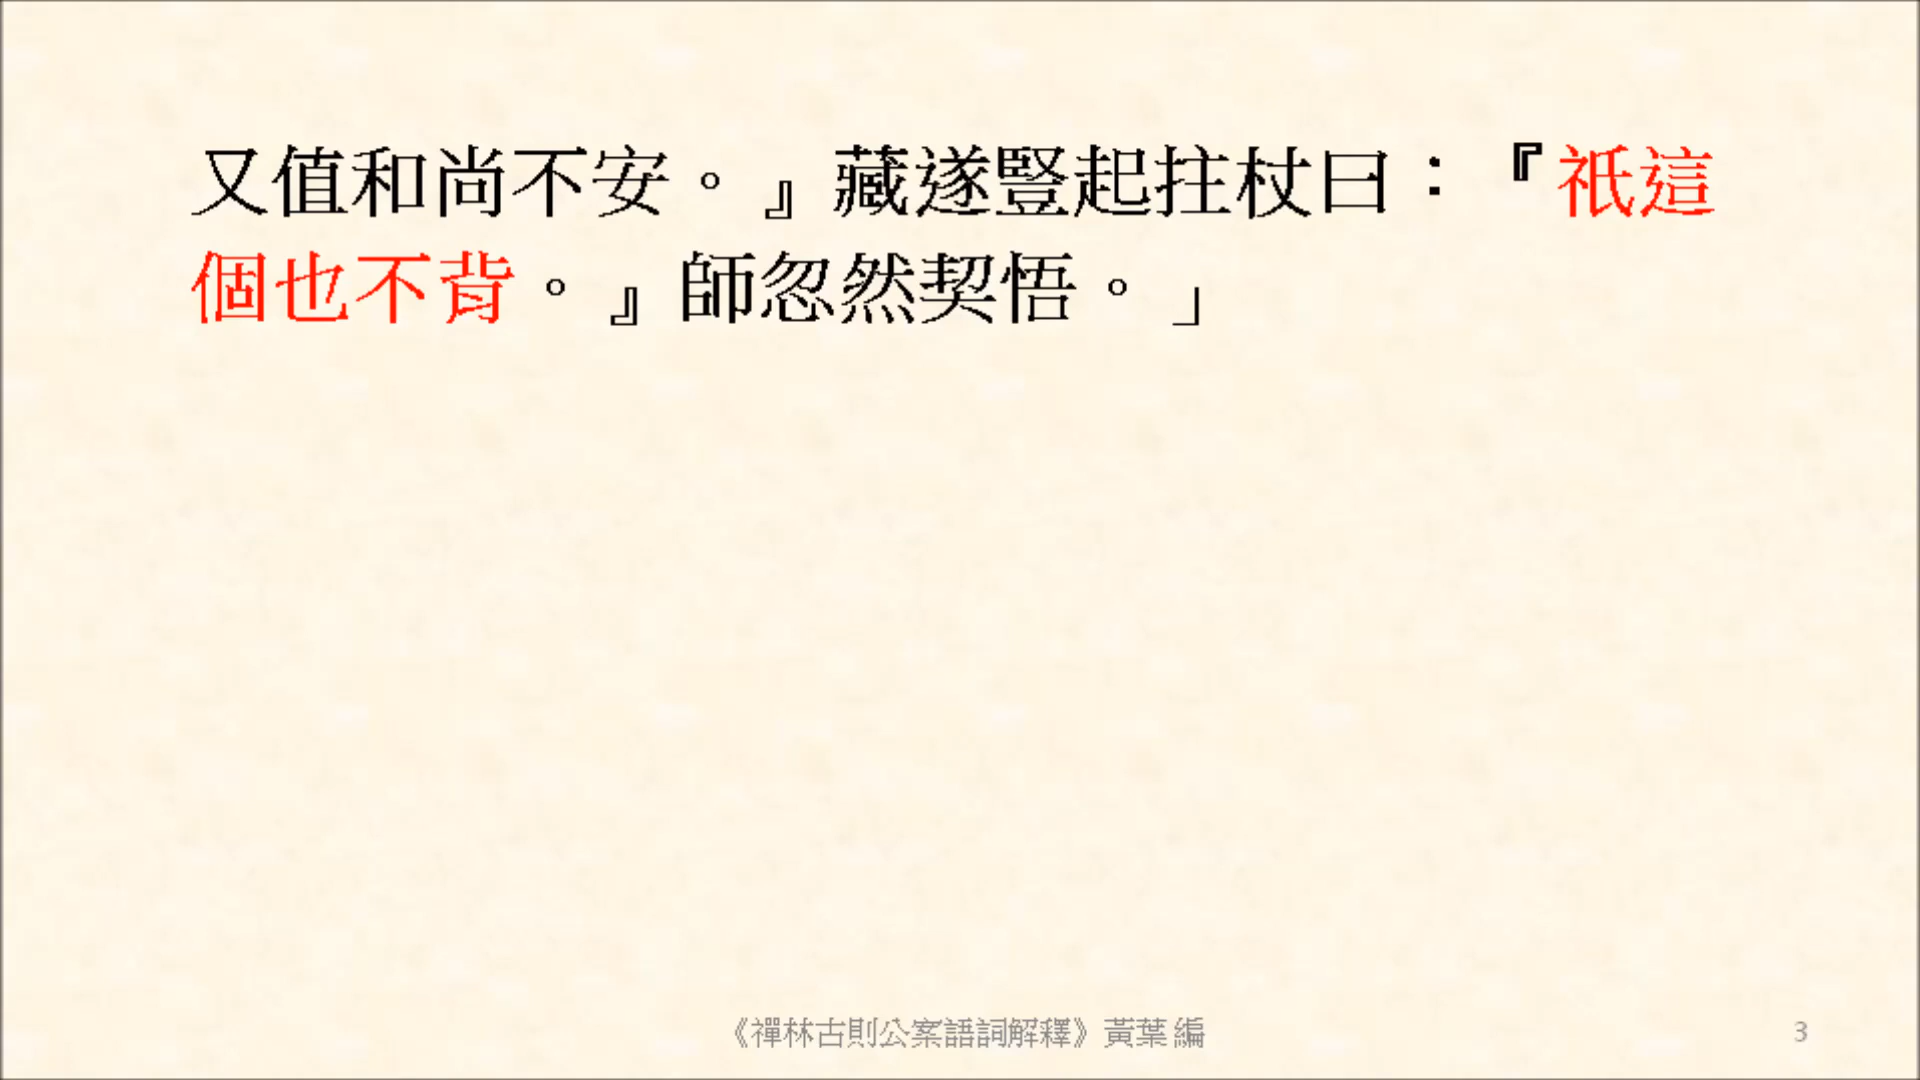 又值和尚不安。』藏遂豎起拄杖曰：『祇這
個也不背。』師忽然契悟。」
《禪林古則公案語詞解釋》黃葉 編
3